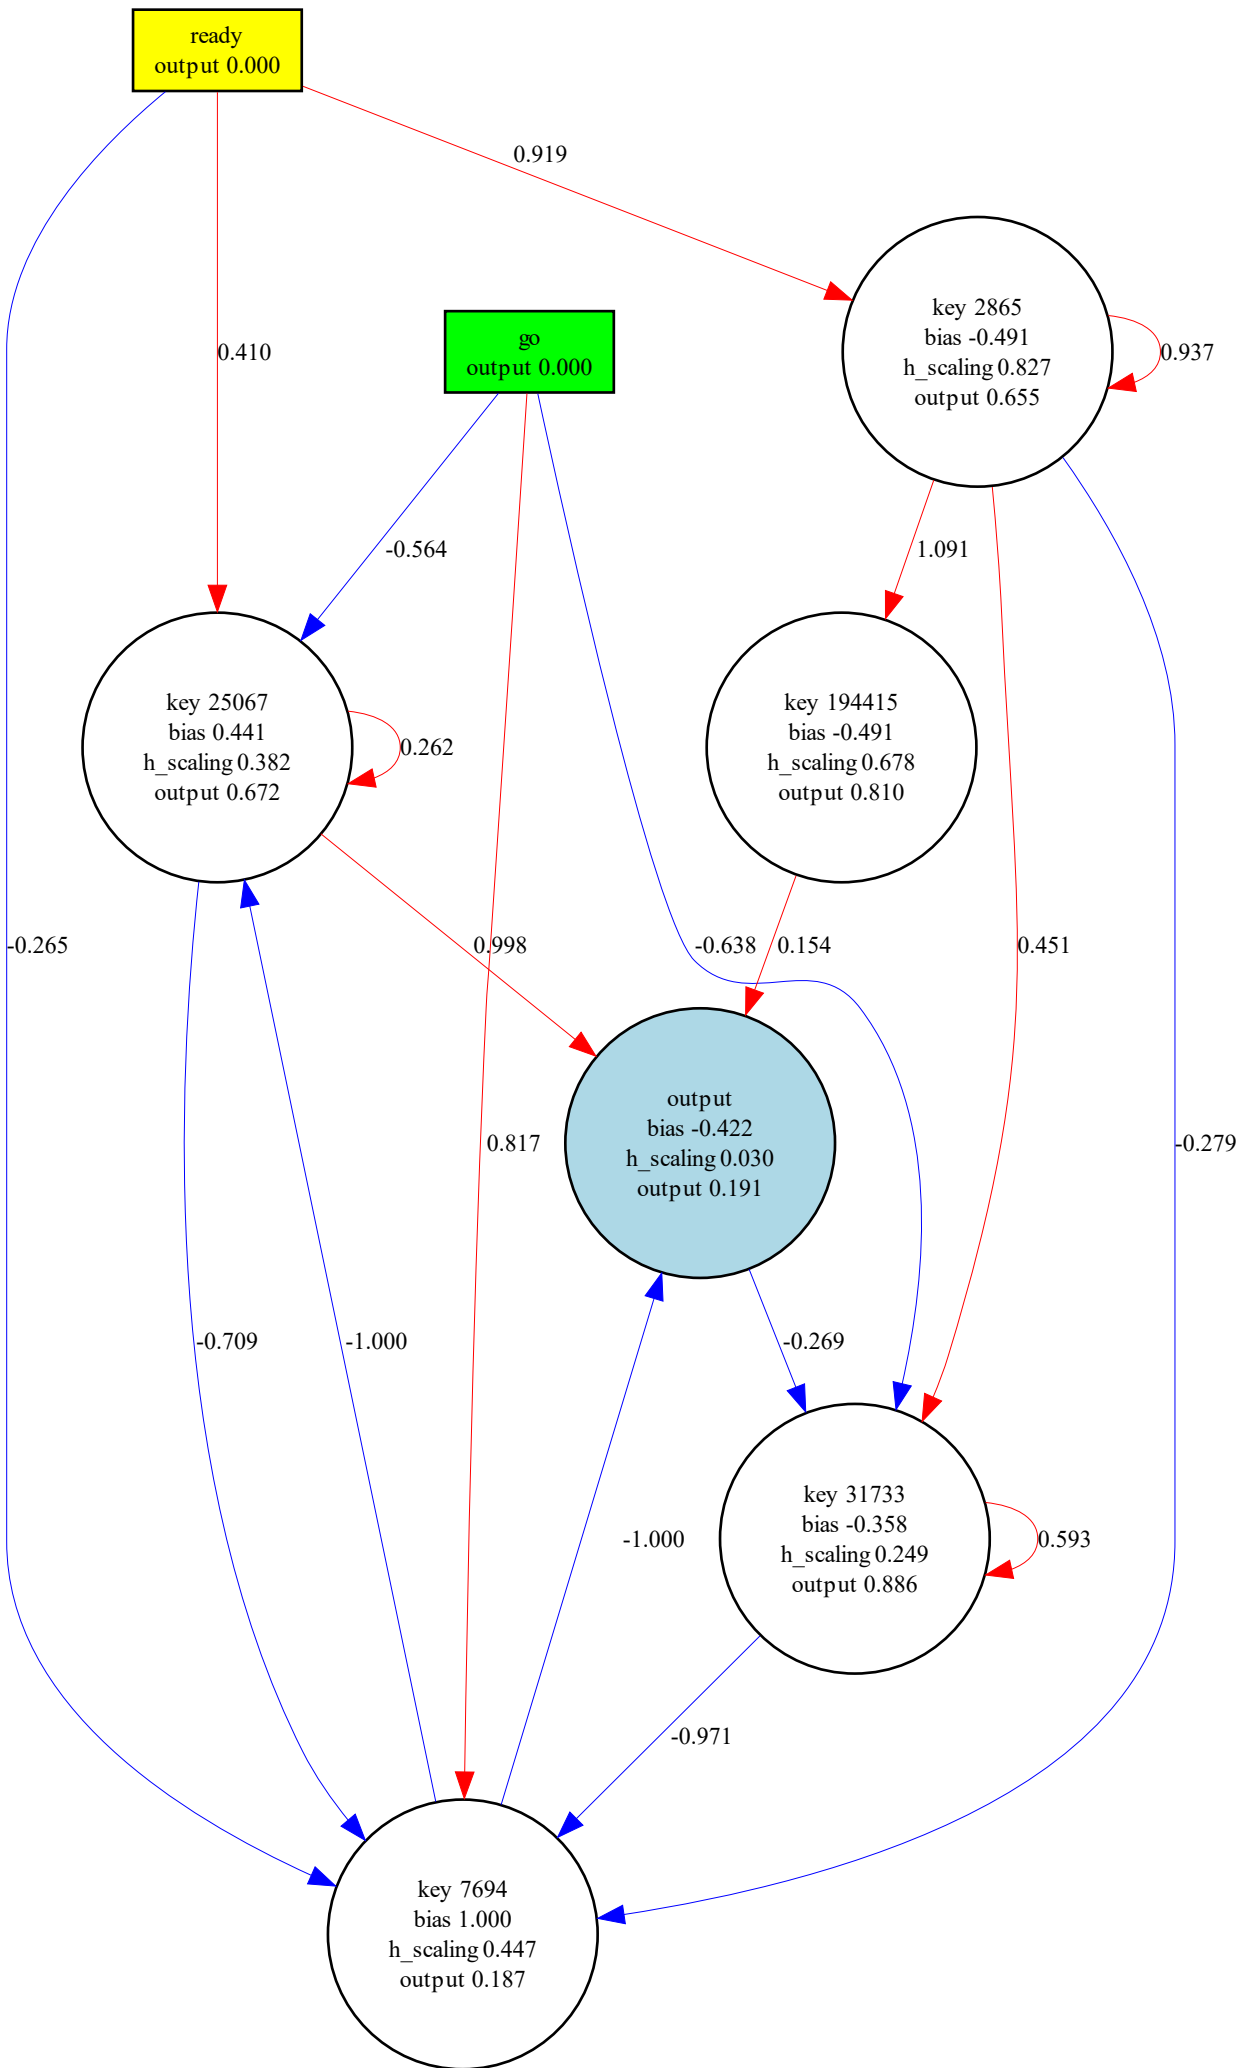 ready
output 0.000
0.919
go
output 0.000
0.410
key 2865
bias -0.491
h_scaling 0.827
output 0.655
0.937
-0.564
1.091
key 25067
bias 0.441
h_scaling 0.382
output 0.672
0.262
key 194415
bias -0.491
h_scaling 0.678
output 0.810
-0.265
0.998
-0.638
0.154
0.451
output
bias -0.422
h_scaling 0.030
output 0.191
0.817
-0.279
-0.709
-1.000
-0.269
-1.000
key 31733
bias -0.358
h_scaling 0.249
output 0.886
0.593
-0.971
key 7694
bias 1.000
h_scaling 0.447
output 0.187